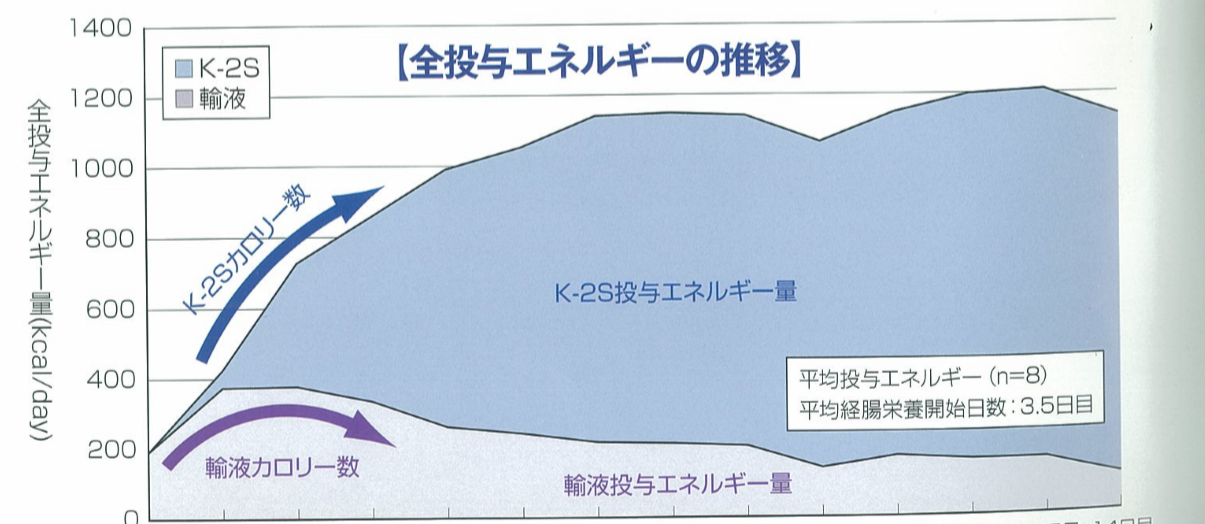 【全投与エネルギーの推移】
K-2S
輸液
全投与エネルギー量(kcal/day)
1400
1200
1000
800
600
400
200
0
K-2Sカロリー数
K-2S投与エネルギー量
平均投与エネルギー(n=8)
平均経腸栄養開始日数:3.5日目
輸液カロリー数
輸液投与エネルギー量